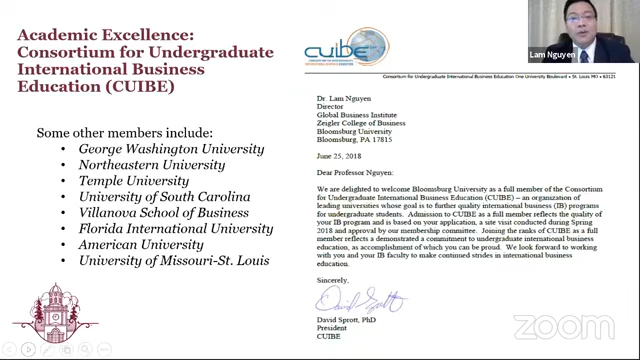 Academic Excellence:
Consortium for Undergraduate
International Business
Education (CUIBE)
Some other members include:
• George Washington University
• Northeastern University
• Temple University
• University of South Carolina
• Villanova School of Business
• Florida International University
• American University
• University of Missouri-St. Louis
cuibe
Consortium for Undergraduate International Business Education One University Boulevard • St. Louis MO • 63121
Dr. Lam Nguyen
Director
Global Business Institute
Zeigler College of Business
Bloomsburg University
Bloomsburg, PA 17815
June 25, 2018
Dear Professor Nguyen:
We are delighted to welcome Bloomsburg University as a full member of the Consortium
for Undergraduate International Business Education (CUIBE) – an organization of
leading universities whose goal is to further quality international business (IB) programs
for undergraduate students. Admission to CUIBE as a full member reflects the quality of
your IB program and is based on your application, a site visit conducted during Spring
2018 and approval by our membership committee. Joining the ranks of CUIBE as a full
member reflects a demonstrated a commitment to undergraduate international business
education, as accomplishment of which you can be proud. We look forward to working
with you and your IB faculty to make continued strides in international business
education.
Sincerely,
David Sprott
David Sprott, PhD
President
CUIBE
Lam Nguyen
zoom